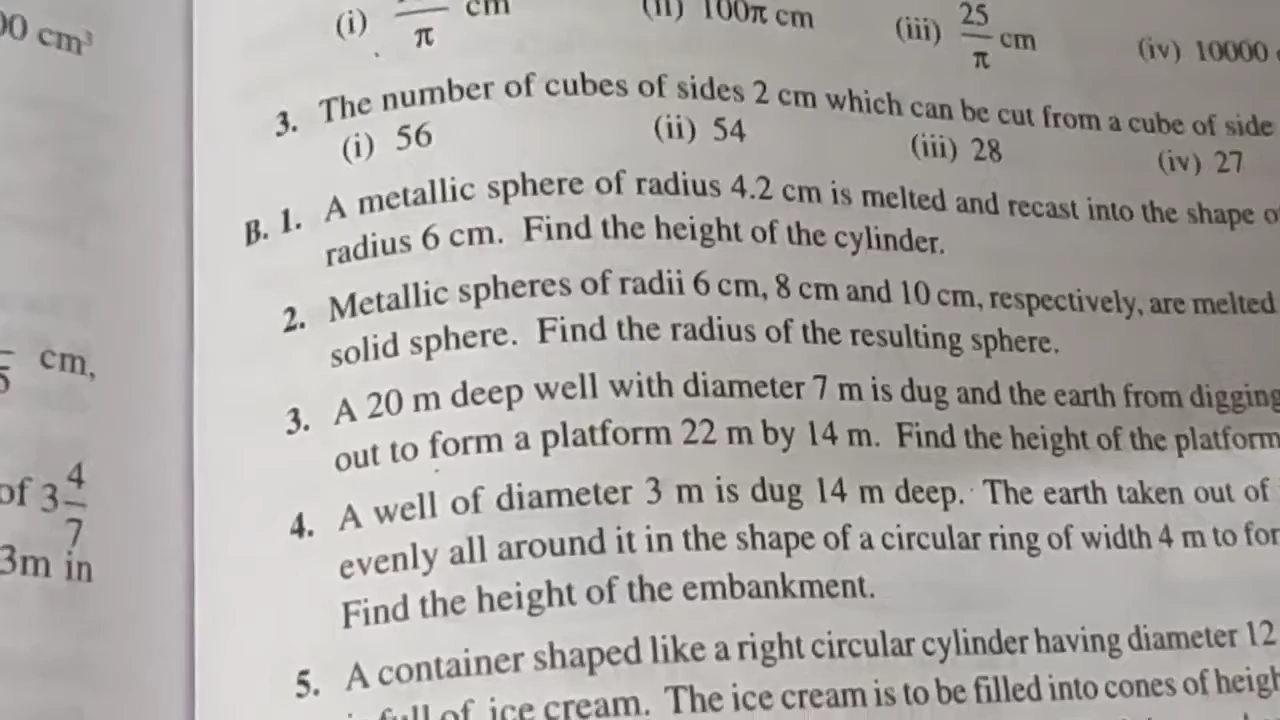 00 cm³
5 cm,
of 3 4/7
3m in
(i) π cm (ii) 100π cm (iii) 25/π cm (iv) 10000
3. The number of cubes of sides 2 cm which can be cut from a cube of side
(i) 56 (ii) 54 (iii) 28 (iv) 27
B. 1. A metallic sphere of radius 4.2 cm is melted and recast into the shape o
radius 6 cm. Find the height of the cylinder.
2. Metallic spheres of radii 6 cm, 8 cm and 10 cm, respectively, are melted
solid sphere. Find the radius of the resulting sphere.
3. A 20 m deep well with diameter 7 m is dug and the earth from digging
out to form a platform 22 m by 14 m. Find the height of the platform
4. A well of diameter 3 m is dug 14 m deep. The earth taken out of
evenly all around it in the shape of a circular ring of width 4 m to for
Find the height of the embankment.
5. A container shaped like a right circular cylinder having diameter 12
full of ice cream. The ice cream is to be filled into cones of heigh